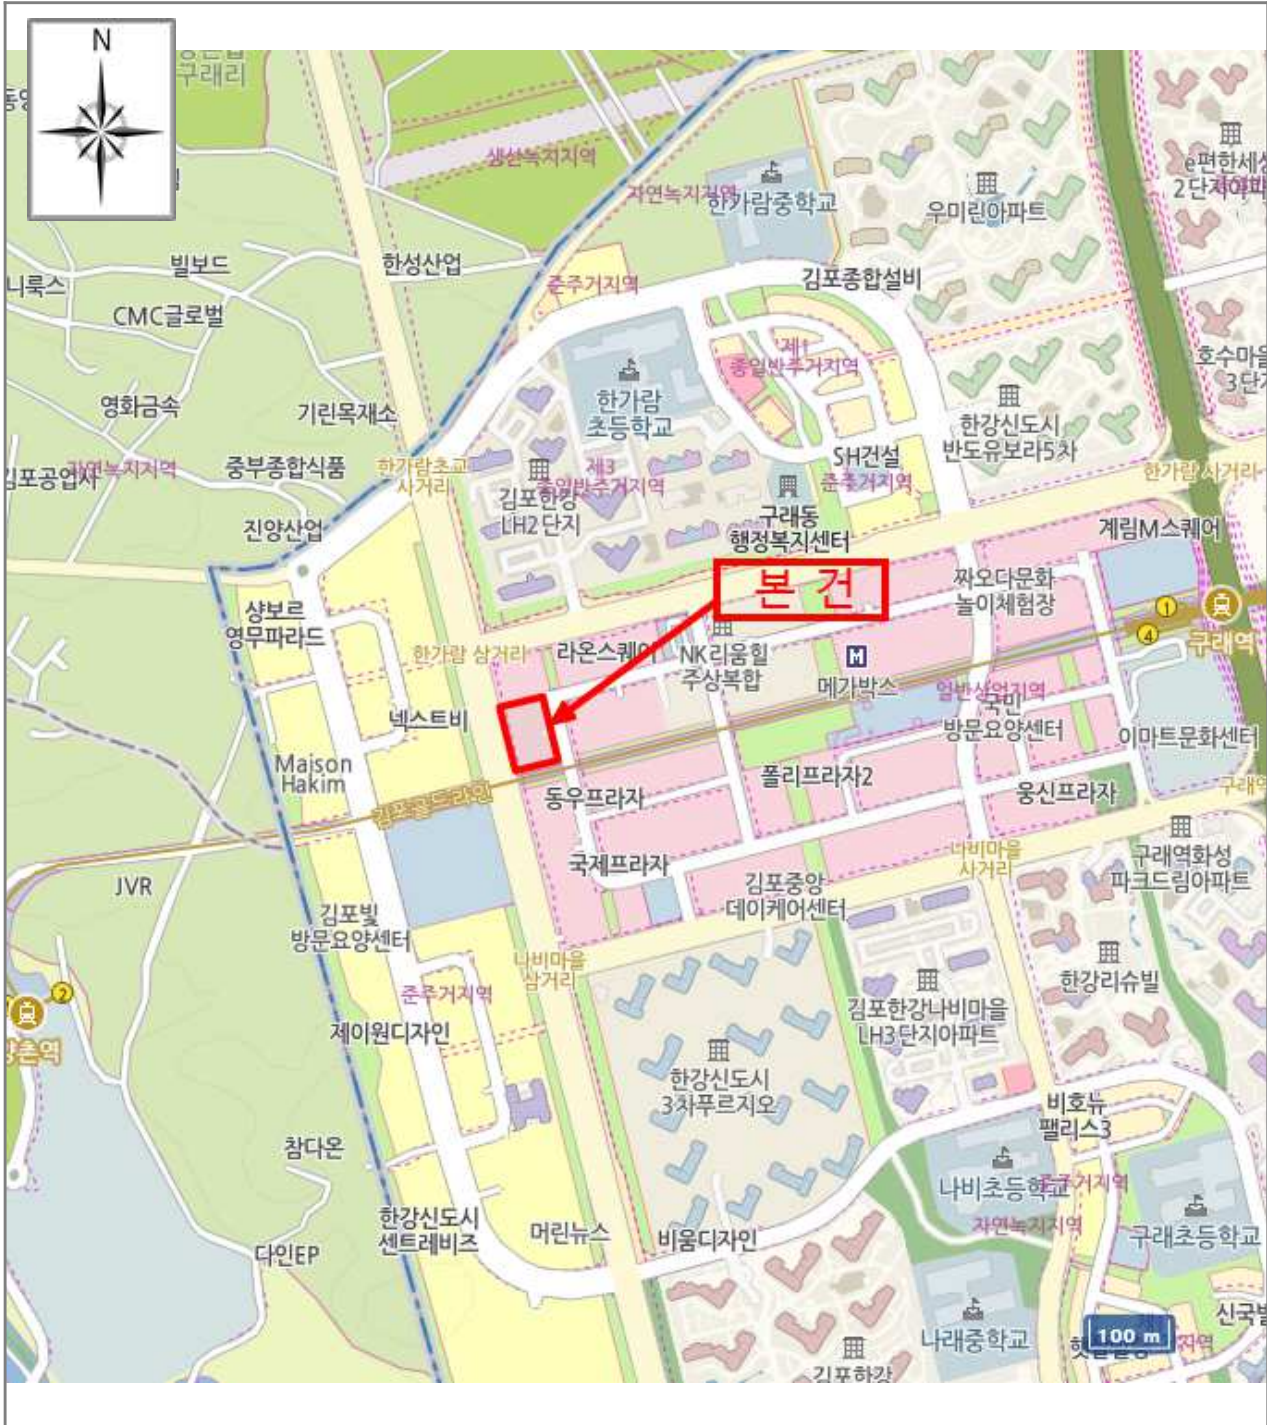 N
구래리
생산녹지지역
자연녹지지역
한가람중학교
우미린아파트
e편한세상
2단지아파트
빌보드
한성산업
준주거지역
김포종합설비
니룩스
CMC글로벌
제1
종일반주거지역
호수마을
3단지
영화금속
기린목재소
한가람
초등학교
한강신도시
반도유보라5차
김포공업사
자연녹지지역
중부종합식품
한가람초교
사거리
제3
종일반주거지역
김포한강
LH2단지
SH건설
준주거지역
한가람 사거리
진양산업
구래동
행정복지센터
계림M스퀘어
본 건
짜오다문화
놀이체험장
1
4
구래역
샹보르
영무파라드
한가람 삼거리
라온스퀘어
NK리움힐
주상복합
M
메가박스
일반상업지역
국민
방문요양센터
이마트문화센터
넥스트비
Maison
Hakim
김포골드라인
동우프라자
폴리프라자2
웅신프라자
구래역
국제프라자
나비마을
사거리
구래역화성
파크드림아파트
JVR
김포중앙
데이케어센터
김포빛
방문요양센터
나비마을
삼거리
한강리슈빌
2
준주거지역
김포한강나비마을
LH3단지아파트
제이원디자인
양촌역
한강신도시
3차푸르지오
비호뉴
팰리스3
참다온
나비초등학교
준주거지역
자연녹지지역
구래초등학교
한강신도시
센트레비즈
머린뉴스
비움디자인
다인EP
나래중학교
100 m
지역
김포한강